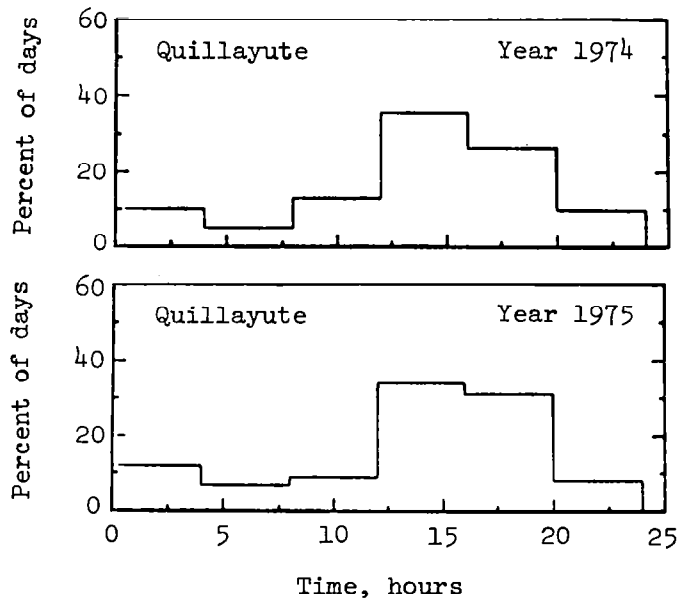 Percent of days
60
40
20
0
Quillayute Year 1974
Percent of days
60
40
20
0
Quillayute Year 1975
0 5 10 15 20 25
Time, hours